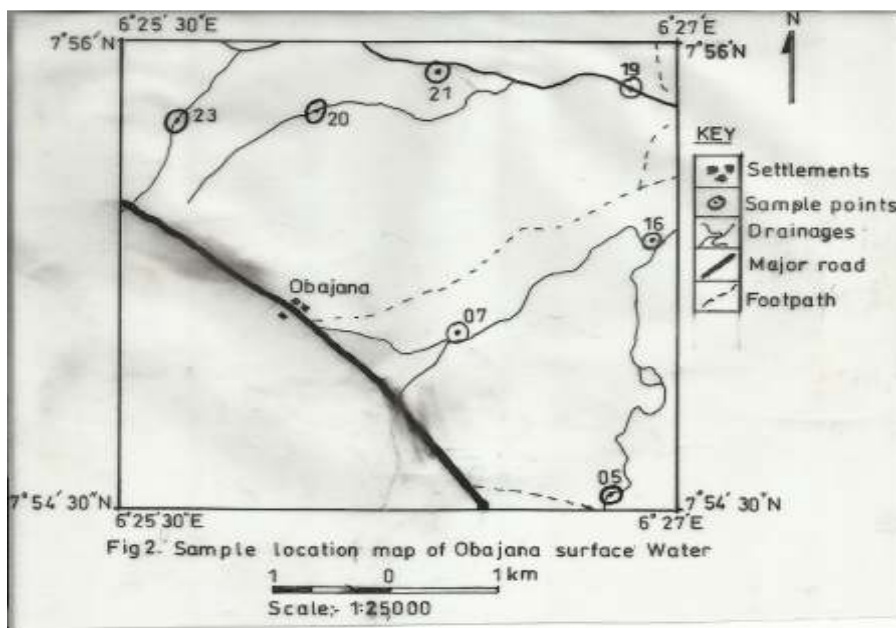 6° 25' 30" E
6° 27' E
N
7° 56' N
7° 56' N
19
21
23
20
KEY
Settlements
Sample points
16
Drainages
Major road
Obajana
Footpath
07
05
7° 54' 30" N
7° 54' 30" N
6° 25' 30" E
6° 27' E
Fig 2. Sample location map of Obajana surface Water
1 0 1 km
Scale:- 1:25000